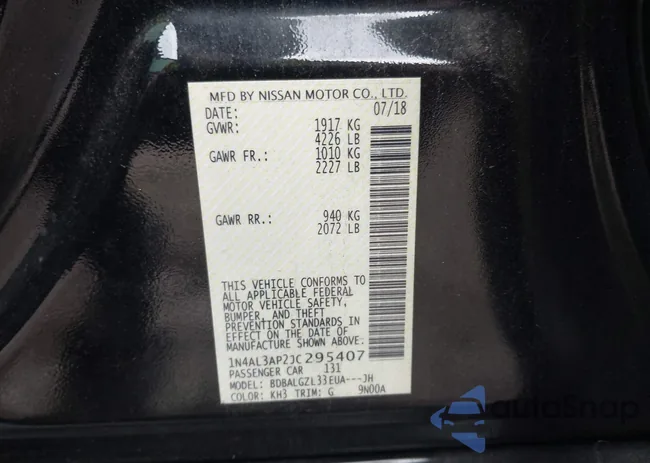 MFD BY NISSAN MOTOR CO., LTD.
DATE: 07/18
GVWR: 1917 KG
4226 LB
GAWR FR.: 1010 KG
2227 LB
GAWR RR.: 940 KG
2072 LB
THIS VEHICLE CONFORMS TO
ALL APPLICABLE FEDERAL
MOTOR VEHICLE SAFETY,
BUMPER, AND THEFT
PREVENTION STANDARDS IN
EFFECT ON THE DATE OF
MANUFACTURE SHOWN ABOVE.
1N4AL3AP2JC295407
PASSENGER CAR 131
MODEL: BDBALGZL33EUA---JH
COLOR: KH3 TRIM: G 9N00A
autoSnap